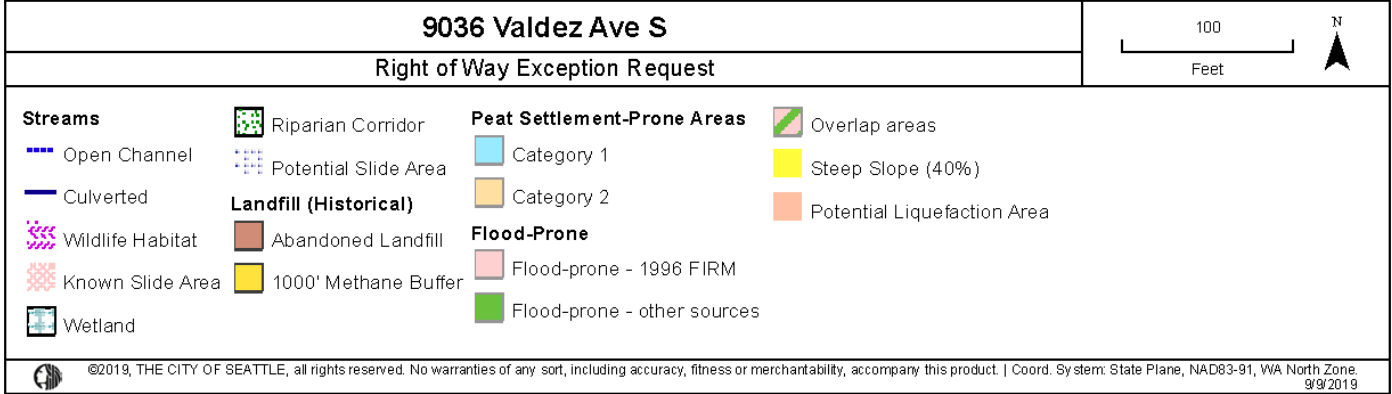 9036 Valdez Ave S
Right of Way Exception Request
100
Feet
N
Streams
Open Channel
Culverted
Wildlife Habitat
Known Slide Area
Wetland
Riparian Corridor
Potential Slide Area
Landfill (Historical)
Abandoned Landfill
1000' Methane Buffer
Peat Settlement-Prone Areas
Category 1
Category 2
Flood-Prone
Flood-prone - 1996 FIRM
Flood-prone - other sources
Overlap areas
Steep Slope (40%)
Potential Liquefaction Area
©2019, THE CITY OF SEATTLE, all rights reserved. No warranties of any sort, including accuracy, fitness or merchantability, accompany this product. | Coord. System: State Plane, NAD83-91, WA North Zone.
9/9/2019